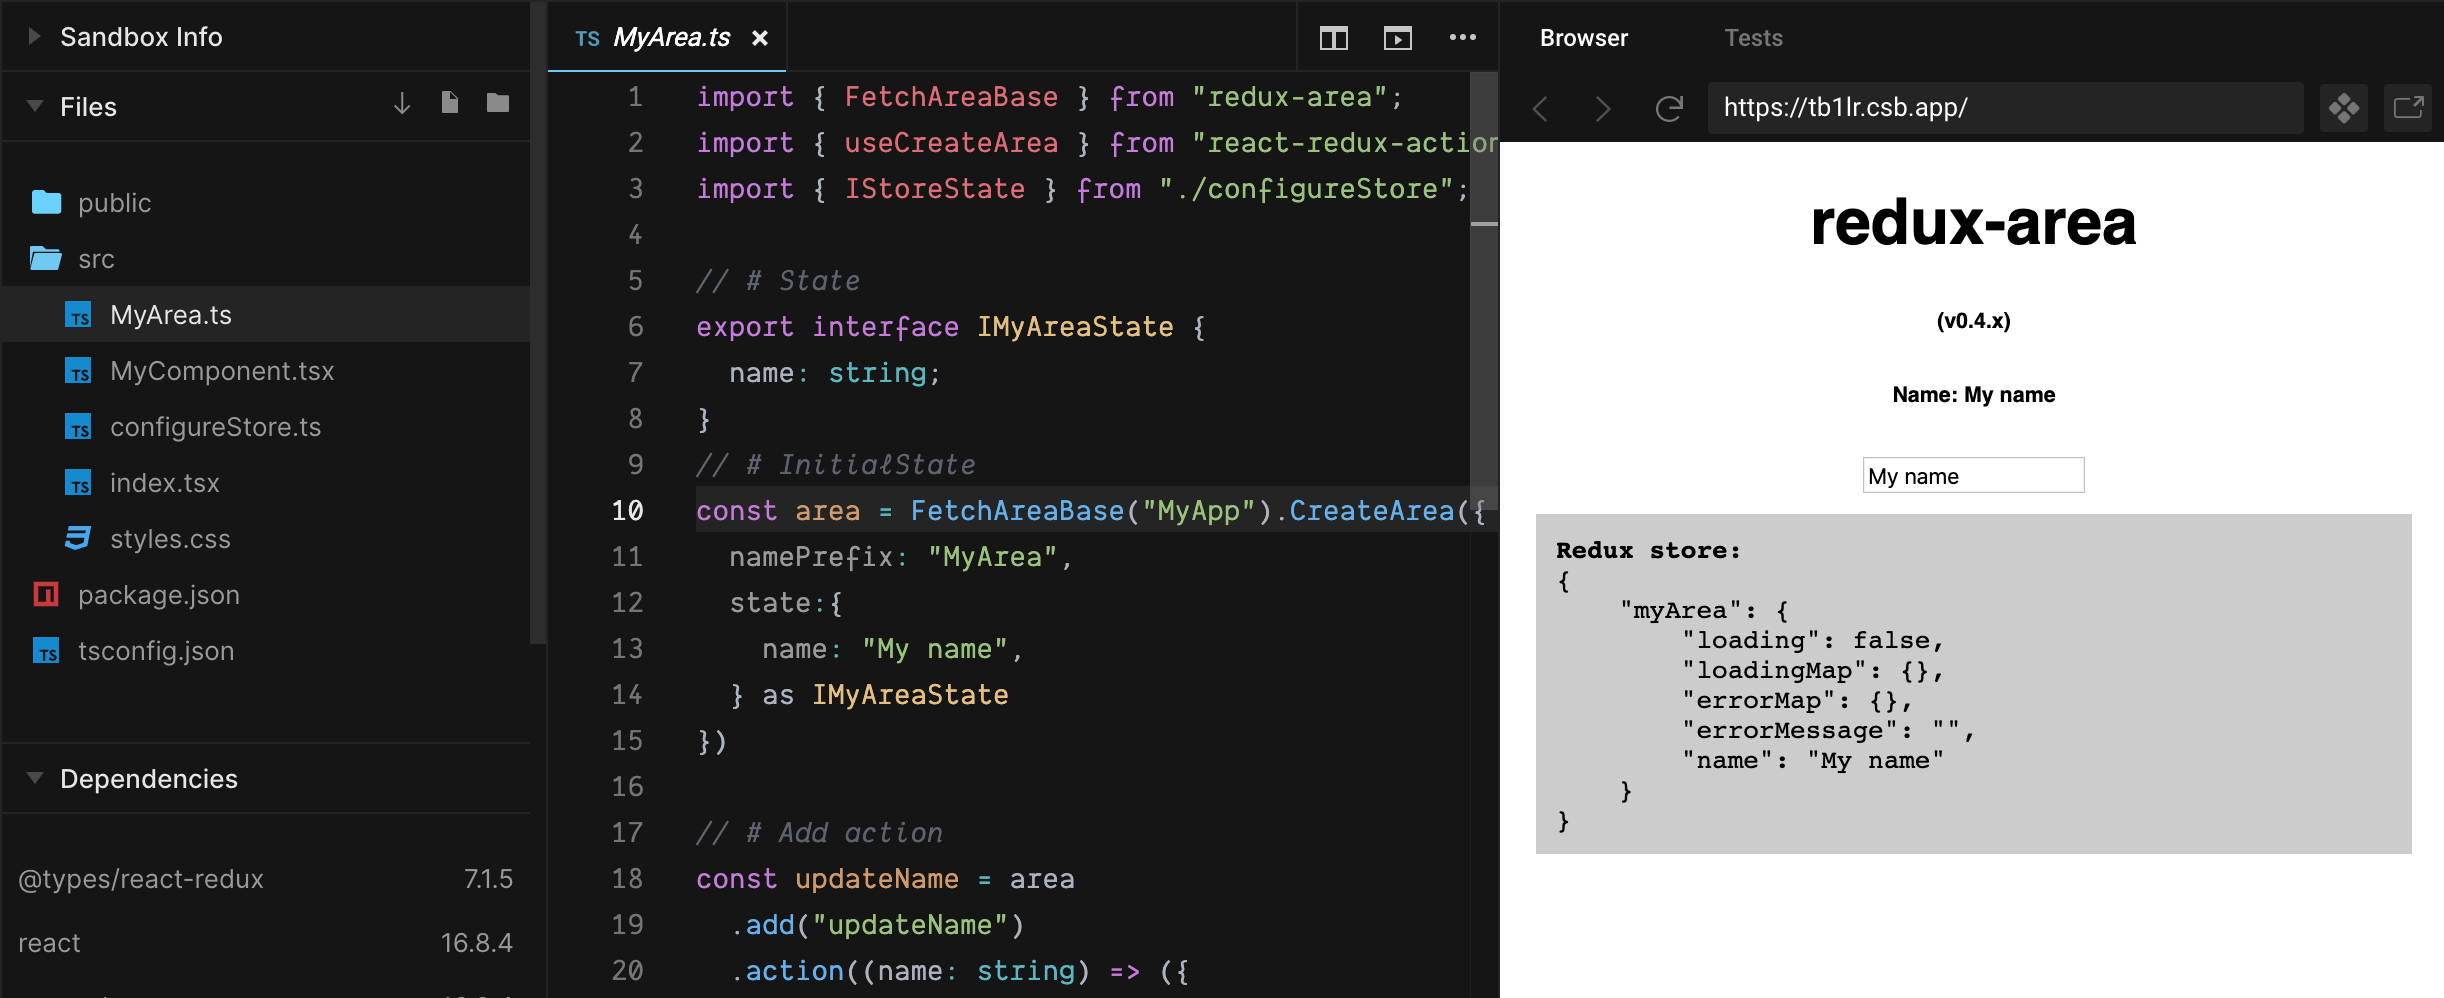 Sandbox Info
Files
public
src
MyArea.ts
MyComponent.tsx
configureStore.ts
index.tsx
styles.css
package.json
tsconfig.json
Dependencies
@types/react-redux 7.1.5
react 16.8.4
TS MyArea.ts ×
1 import { FetchAreaBase } from "redux-area";
2 import { useCreateArea } from "react-redux-action
3 import { IStoreState } from "./configureStore";
4
5 // # State
6 export interface IMyAreaState {
7 name: string;
8 }
9 // # InitialState
10 const area = FetchAreaBase("MyApp").CreateArea({
11 namePrefix: "MyArea",
12 state:{
13 name: "My name",
14 } as IMyAreaState
15 })
16
17 // # Add action
18 const updateName = area
19 .add("updateName")
20 .action((name: string) => ({
Browser Tests
https://tb1lr.csb.app/
redux-area
(v0.4.x)
Name: My name
My name
Redux store:
{
"myArea": {
"loading": false,
"loadingMap": {},
"errorMap": {},
"errorMessage": "",
"name": "My name"
}
}